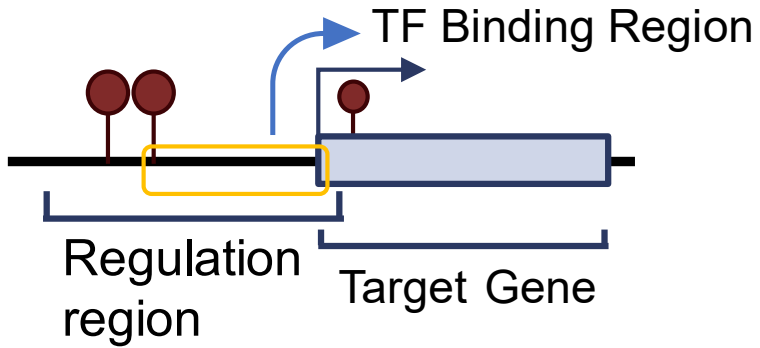 TF Binding Region
Regulation
region
Target Gene